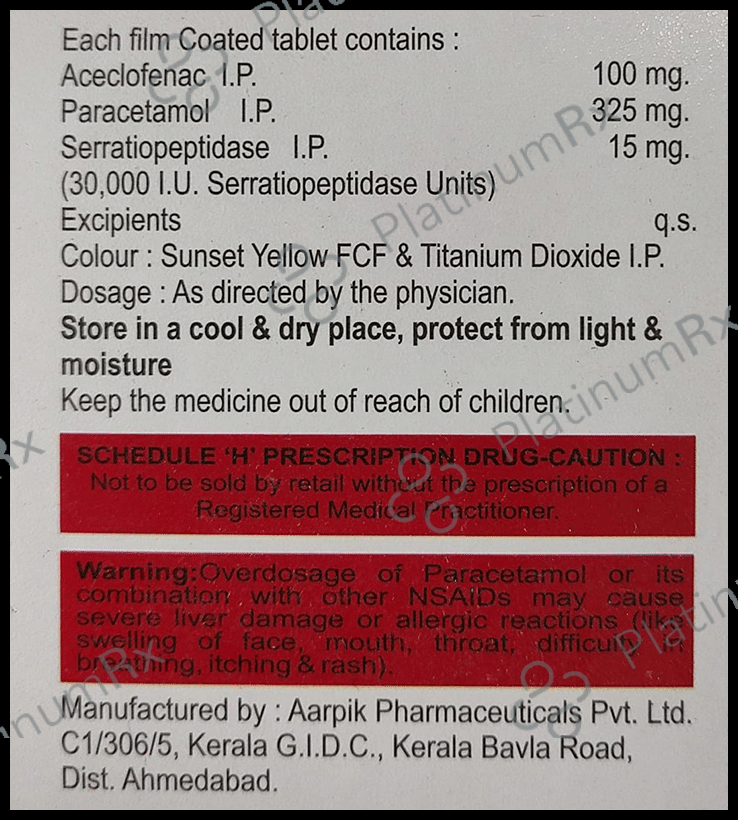 Each film Coated tablet contains :
Aceclofenac I.P. 100 mg.
Paracetamol I.P. 325 mg.
Serratiopeptidase I.P. 15 mg.
(30,000 I.U. Serratiopeptidase Units)
Excipients q.s.
Colour : Sunset Yellow FCF & Titanium Dioxide I.P.
Dosage : As directed by the physician.
Store in a cool & dry place, protect from light &
moisture
Keep the medicine out of reach of children.
SCHEDULE 'H' PRESCRIPTION DRUG-CAUTION :
Not to be sold by retail without the prescription of a
Registered Medical Practitioner.
Warning:Overdosage of Paracetamol or its
combination with other NSAIDs may cause
severe liver damage or allergic reactions (like
swelling of face, mouth, throat, difficulty in
breathing, itching & rash).
Manufactured by : Aarpik Pharmaceuticals Pvt. Ltd.
C1/306/5, Kerala G.I.D.C., Kerala Bavla Road,
Dist. Ahmedabad.
PlatinumRx
PlatinumRx